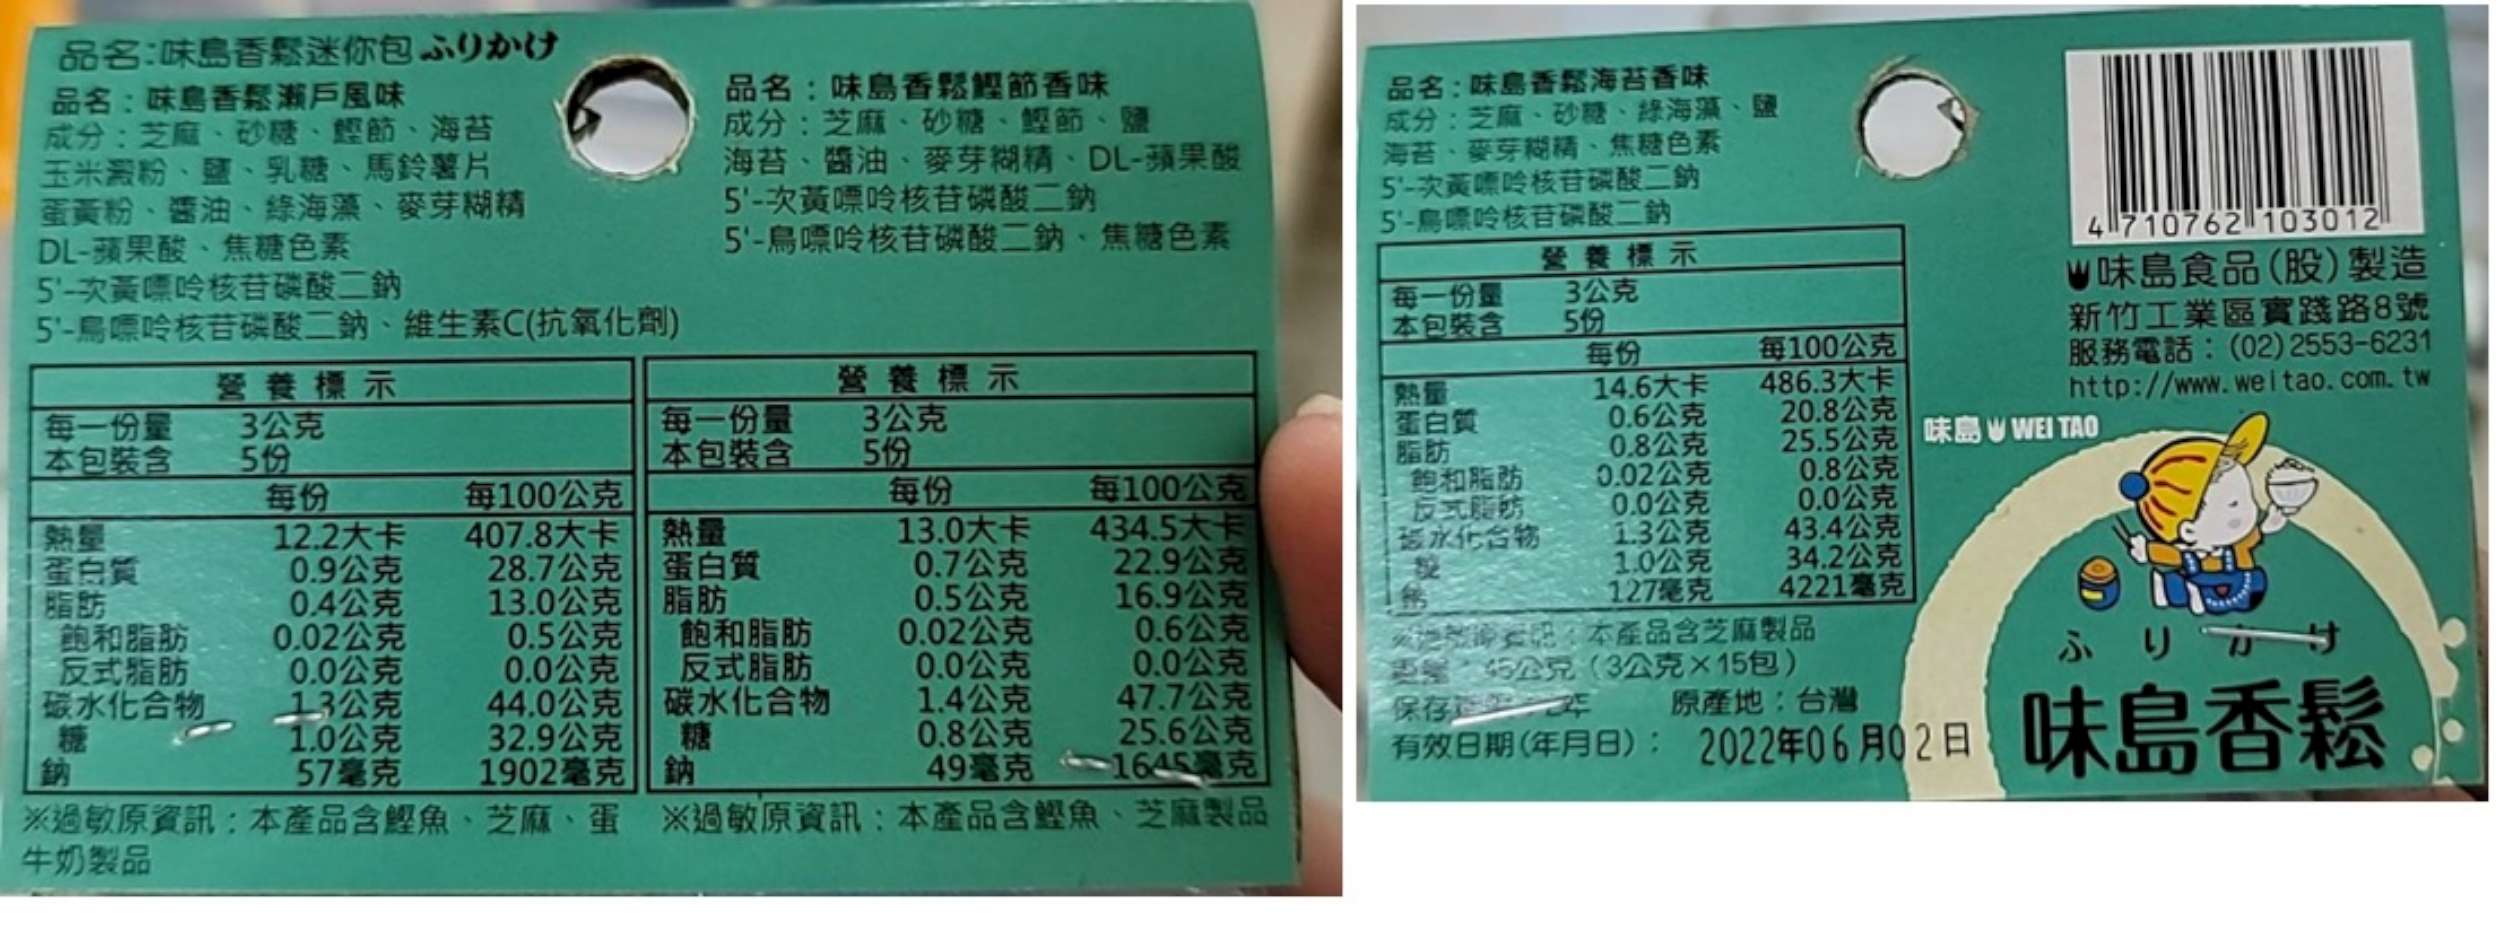 品名:味島香鬆迷你包ふりかけ
品名：味島香鬆瀨戶風味
成分：芝麻、砂糖、鰹節、海苔
玉米澱粉、鹽、乳糖、馬鈴薯片
蛋黃粉、醬油、綠海藻、麥芽糊精
DL-蘋果酸、焦糖色素
5'-次黃嘌呤核苷磷酸二鈉
5'-鳥嘌呤核苷磷酸二鈉、維生素C(抗氧化劑)
營養標示
每一份量 3公克
本包裝含 5份
每份 每100公克
熱量 12.2大卡 407.8大卡
蛋白質 0.9公克 28.7公克
脂肪 0.4公克 13.0公克
飽和脂肪 0.02公克 0.5公克
反式脂肪 0.0公克 0.0公克
碳水化合物 1.3公克 44.0公克
糖 1.0公克 32.9公克
鈉 57毫克 1902毫克
※過敏原資訊：本產品含鰹魚、芝麻、蛋
牛奶製品
品名：味島香鬆鰹節香味
成分：芝麻、砂糖、鰹節、鹽
海苔、醬油、麥芽糊精、DL-蘋果酸
5'-次黃嘌呤核苷磷酸二鈉
5'-鳥嘌呤核苷磷酸二鈉、焦糖色素
營養標示
每一份量 3公克
本包裝含 5份
每份 每100公克
熱量 13.0大卡 434.5大卡
蛋白質 0.7公克 22.9公克
脂肪 0.5公克 16.9公克
飽和脂肪 0.02公克 0.6公克
反式脂肪 0.0公克 0.0公克
碳水化合物 1.4公克 47.7公克
糖 0.8公克 25.6公克
鈉 49毫克 1645毫克
※過敏原資訊：本產品含鰹魚、芝麻製品
品名：味島香鬆海苔香味
成分：芝麻、砂糖、綠海藻、鹽
海苔、麥芽糊精、焦糖色素
5'-次黃嘌呤核苷磷酸二鈉
5'-鳥嘌呤核苷磷酸二鈉
營養標示
每一份量 3公克
本包裝含 5份
每份 每100公克
熱量 14.6大卡 486.3大卡
蛋白質 0.6公克 20.8公克
脂肪 0.8公克 25.5公克
飽和脂肪 0.02公克 0.8公克
反式脂肪 0.0公克 0.0公克
碳水化合物 1.3公克 43.4公克
糖 1.0公克 34.2公克
鈉 127毫克 4221毫克
※過敏原資訊：本產品含芝麻製品
重量：45公克（3公克×15包）
保存 2年 原產地：台灣
有效日期(年月日)： 2022年06月02日
4 710762 103012
味島食品(股)製造
新竹工業區實踐路8號
服務電話：(02)2553-6231
http://www.weitao.com.tw
味島 WEI TAO
ふりかけ
味島香鬆